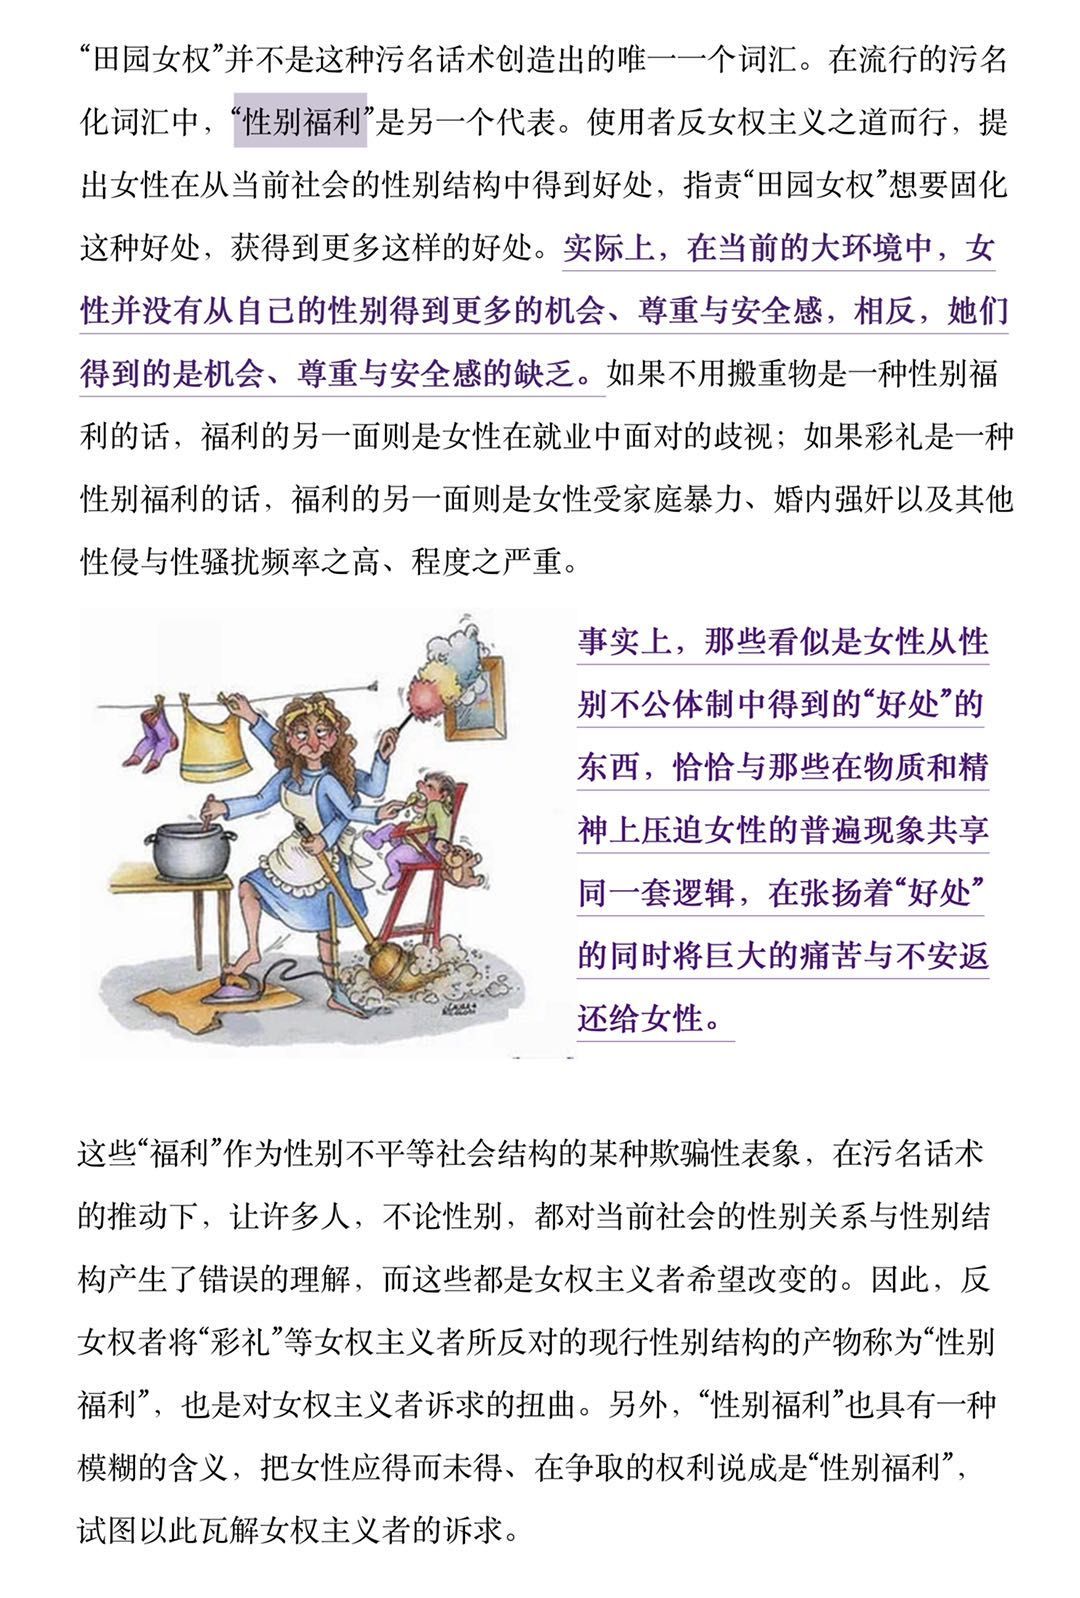 “田园女权”并不是这种污名话术创造出的唯一一个词汇。在流行的污名
化词汇中，“性别福利”是另一个代表。使用者反女权主义之道而行，提
出女性在从当前社会的性别结构中得到好处，指责“田园女权”想要固化
这种好处，获得到更多这样的好处。实际上，在当前的大环境中，女
性并没有从自己的性别得到更多的机会、尊重与安全感，相反，她们
得到的是机会、尊重与安全感的缺乏。如果不用搬重物是一种性别福
利的话，福利的另一面则是女性在就业中面对的歧视；如果彩礼是一种
性别福利的话，福利的另一面则是女性受家庭暴力、婚内强奸以及其他
性侵与性骚扰频率之高、程度之严重。
事实上，那些看似是女性从性
别不公体制中得到的“好处”的
东西，恰恰与那些在物质和精
神上压迫女性的普遍现象共享
同一套逻辑，在张扬着“好处”
的同时将巨大的痛苦与不安返
还给女性。
这些“福利”作为性别不平等社会结构的某种欺骗性表象，在污名话术
的推动下，让许多人，不论性别，都对当前社会的性别关系与性别结
构产生了错误的理解，而这些都是女权主义者希望改变的。因此，反
女权者将“彩礼”等女权主义者所反对的现行性别结构的产物称为“性别
福利”，也是对女权主义者诉求的扭曲。另外，“性别福利”也具有一种
模糊的含义，把女性应得而未得、在争取的权利说成是“性别福利”，
试图以此瓦解女权主义者的诉求。